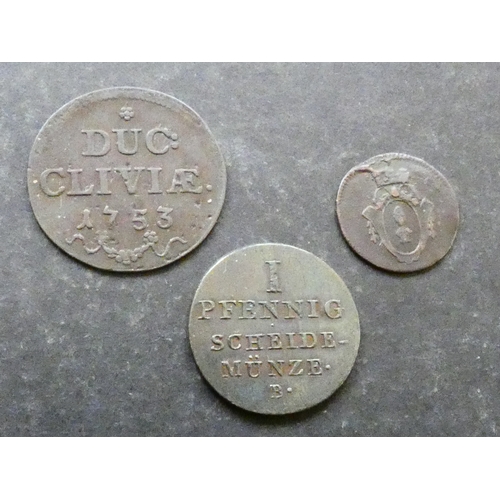 DUC:
CLIVIÆ.
1753
I
PFENNIG
SCHEIDE-
MÜNZE.
B.